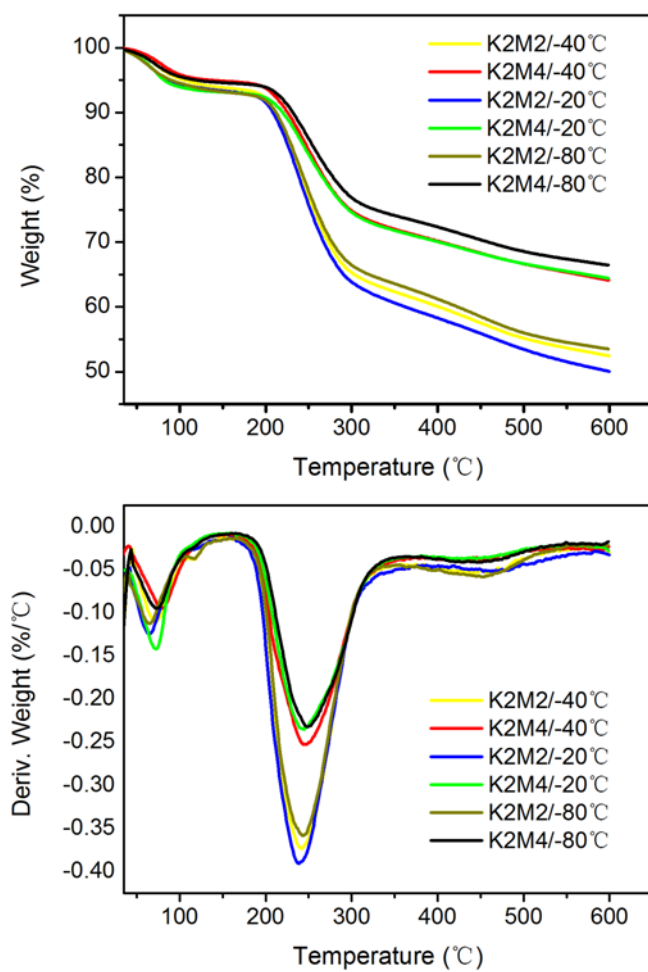 100
90
80
70
60
50
Weight (%)
100
200
300
400
500
600
Temperature (℃)
K2M2/-40℃
K2M4/-40℃
K2M2/-20℃
K2M4/-20℃
K2M2/-80℃
K2M4/-80℃
0.00
-0.05
-0.10
-0.15
-0.20
-0.25
-0.30
-0.35
-0.40
Deriv. Weight (%/℃)
K2M2/-40℃
K2M4/-40℃
K2M2/-20℃
K2M4/-20℃
K2M2/-80℃
K2M4/-80℃
100
200
300
400
500
600
Temperature (℃)